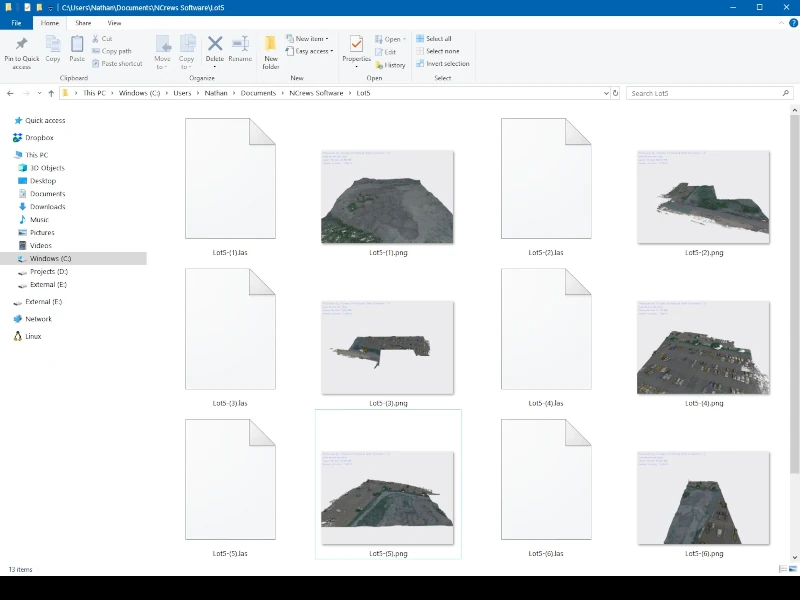 C:\Users\Nathan\Documents\NCrews Software\Lot5
File Home Share View
Pin to Quick access
Copy
Paste
Cut
Copy path
Paste shortcut
Clipboard
Move to
Copy to
Delete
Rename
Organize
New folder
New item
Easy access
New
Properties
Open
Edit
History
Open
Select all
Select none
Invert selection
Select
This PC Windows (C:) Users Nathan Documents NCrews Software Lot5
Search Lot5
Quick access
Dropbox
This PC
3D Objects
Desktop
Documents
Downloads
Music
Pictures
Videos
Windows (C:)
Projects (D:)
External (E:)
External (E:)
Network
Linux
Lot5-(1).las Lot5-(1).png Lot5-(2).las Lot5-(2).png
Lot5-(3).las Lot5-(3).png Lot5-(4).las Lot5-(4).png
Lot5-(5).las Lot5-(5).png Lot5-(6).las Lot5-(6).png
13 items